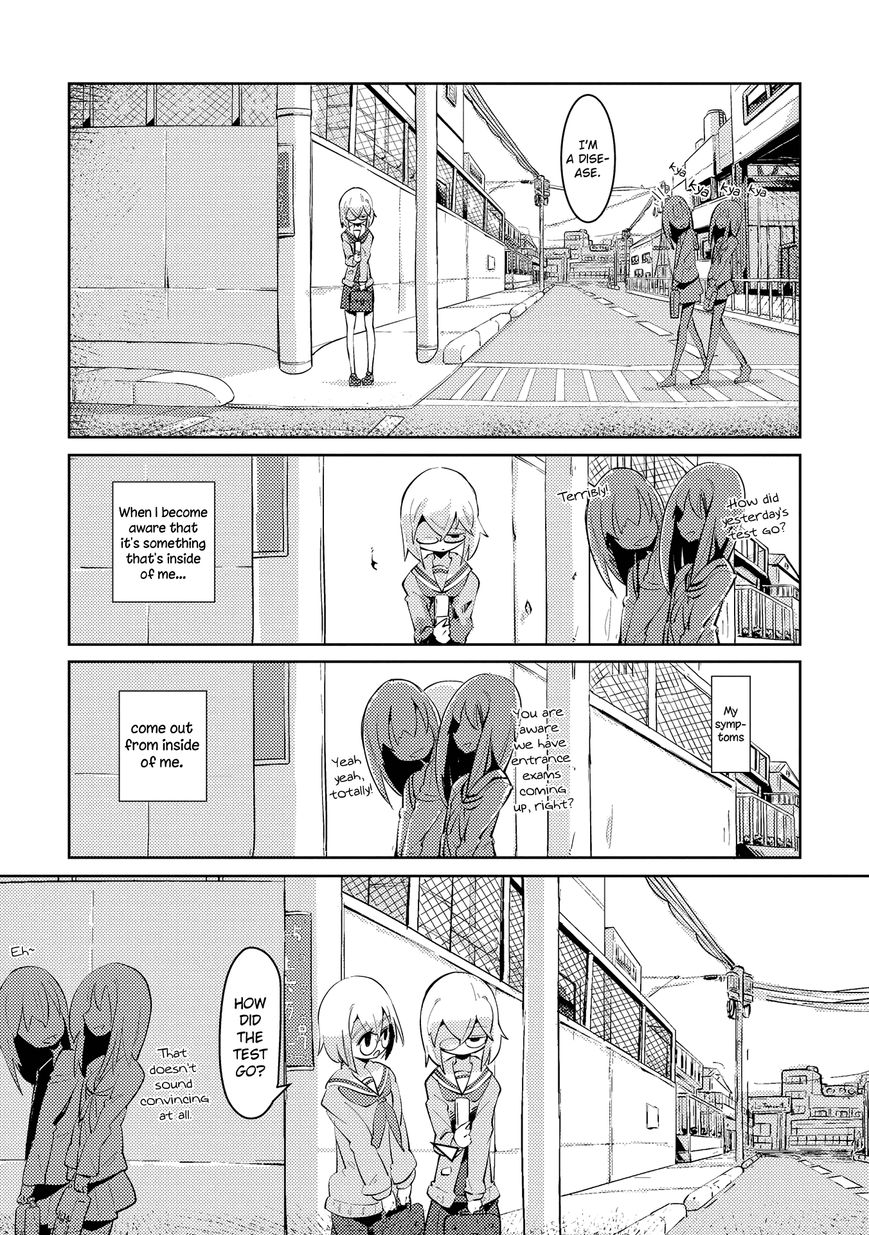 Kya
Kya
Kya
Kya
I'M
A DISE-
ASE.
How did
yesterday's
test GO?
Terribly!
When I become
aware that
it's something
that's inside
of me...
My
symp-
toms
You are
aware
we have
entrance
exams
coming
up, right?
Yeah
yeah,
totally!
come out
from inside
of me.
HOW
DID
THE
TEST
GO?
That
doesn't
sound
convincing
at all.
Eh~